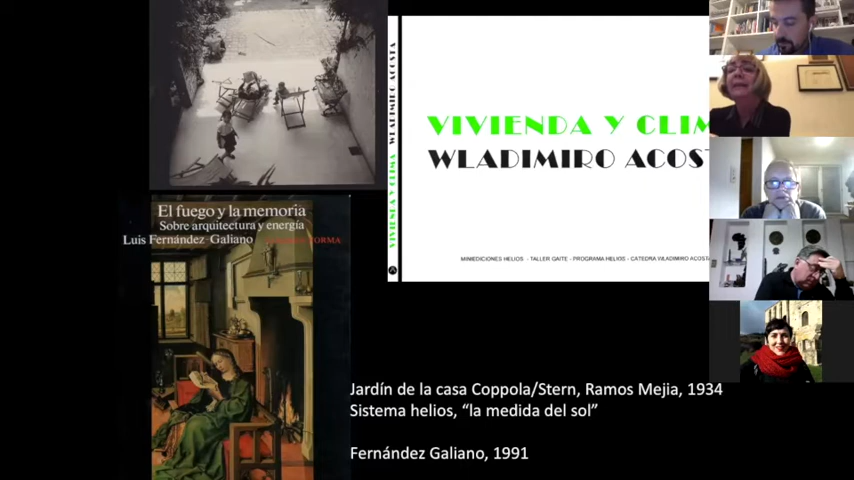 VIVIENDA Y CLIMA WLADIMIRO ACOSTA
VIVIENDA Y CLIM
WLADIMIRO ACOST
MINIEDICIONES HELIOS - TALLER GAITE - PROGRAMA HELIOS - CATEDRA WLADIMIRO ACOSTA
El fuego y la memoria
Sobre arquitectura y energía
Luis Fernández-Galiano
Jardín de la casa Coppola/Stern, Ramos Mejia, 1934
Sistema helios, “la medida del sol”
Fernández Galiano, 1991